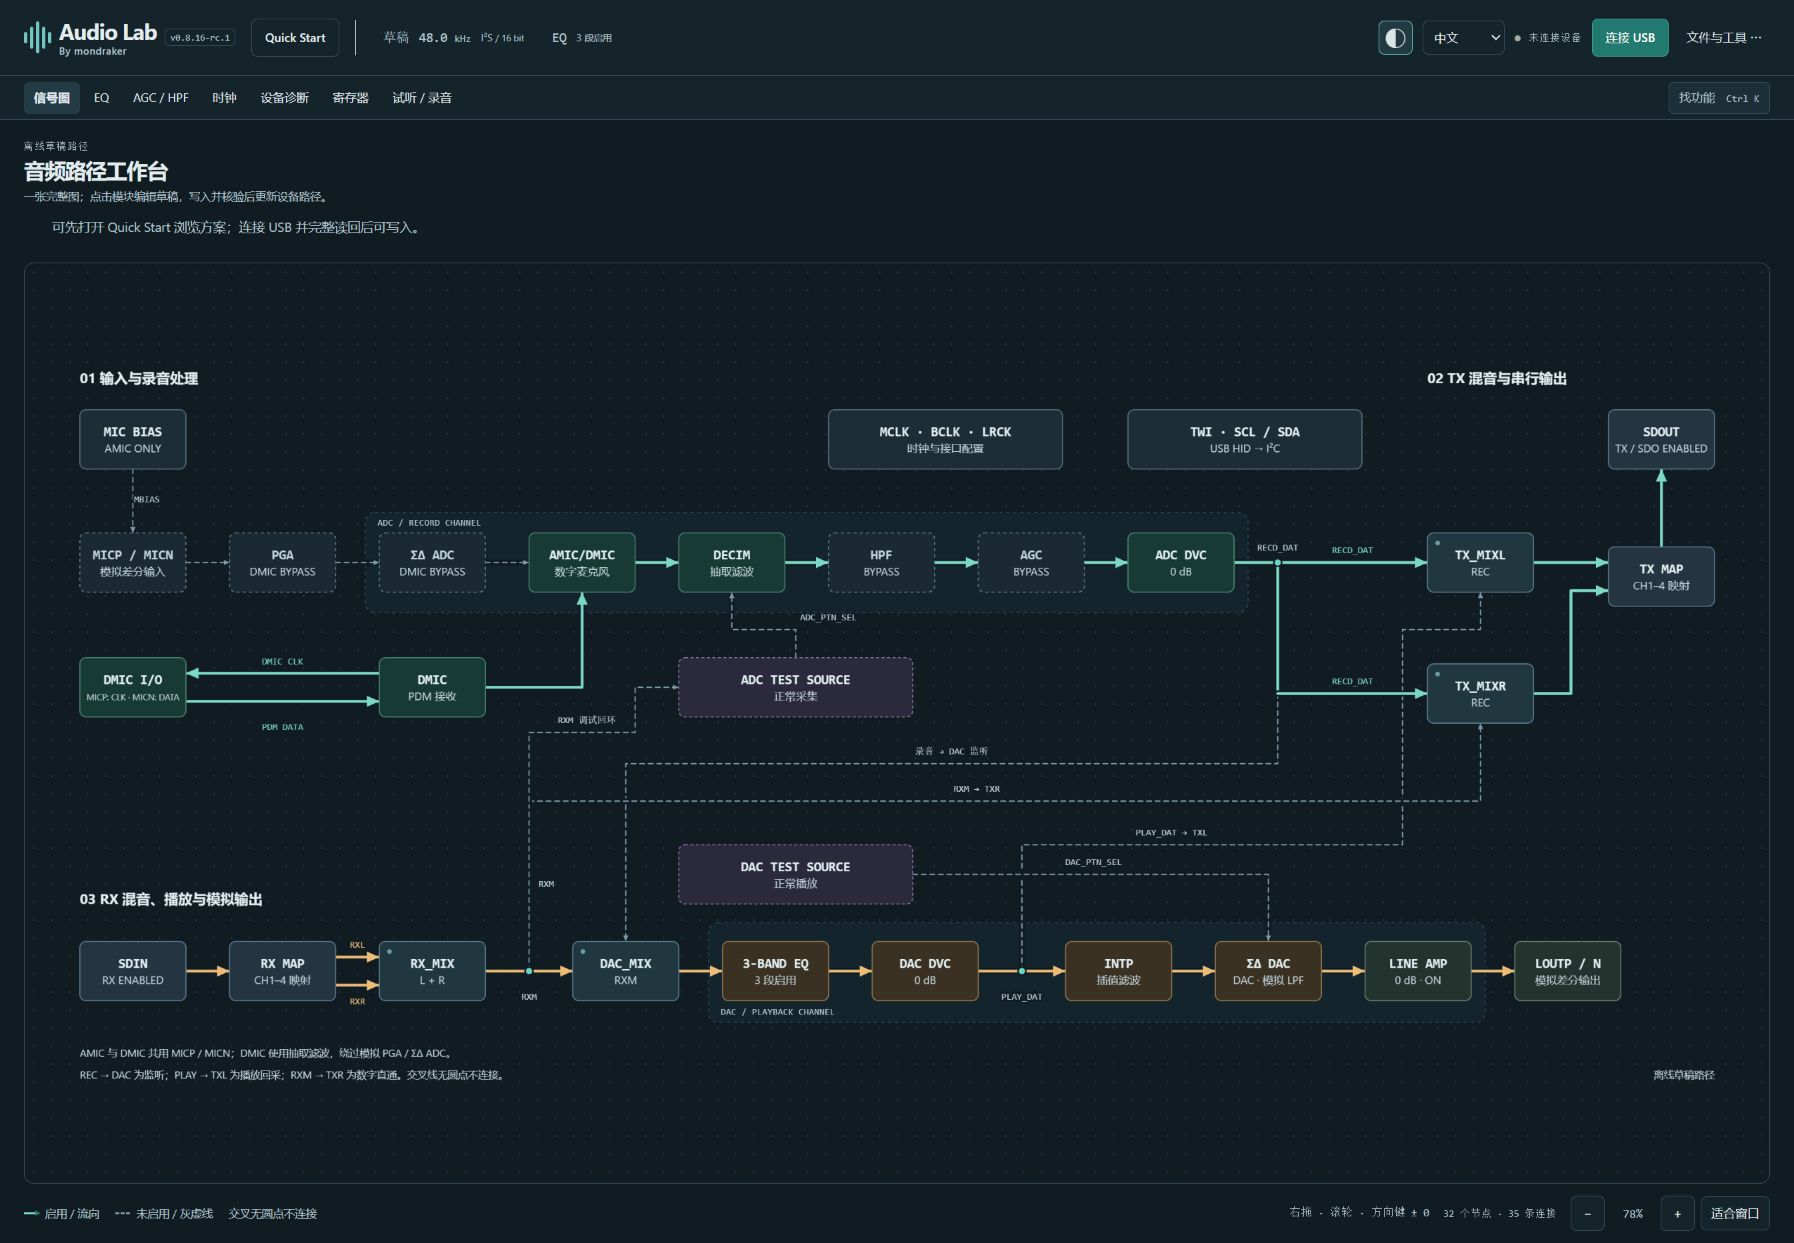 Audio Lab
By mondraker
v0.8.16-rc.1
Quick Start
草稿 48.0 kHz I²S / 16 bit
EQ 3 段启用
中文
未连接设备
连接 USB
文件与工具 ···
信号图
EQ
AGC / HPF
时钟
设备诊断
寄存器
试听 / 录音
找功能 Ctrl K
离线草稿路径
音频路径工作台
一张完整图；点击模块编辑草稿，写入并核验后更新设备路径。
可先打开 Quick Start 浏览方案；连接 USB 并完整读回后可写入。
01 输入与录音处理
02 TX 混音与串行输出
MIC BIAS
AMIC ONLY
MCLK · BCLK · LRCK
时钟与接口配置
TWI · SCL / SDA
USB HID → I²C
SDOUT
TX / SDO ENABLED
MBIAS
ADC / RECORD CHANNEL
MICP / MICN
模拟差分输入
PGA
DMIC BYPASS
ΣΔ ADC
DMIC BYPASS
AMIC/DMIC
数字麦克风
DECIM
抽取滤波
HPF
BYPASS
AGC
BYPASS
ADC DVC
0 dB
RECD_DAT
RECD_DAT
TX_MIXL
REC
TX MAP
CH1–4 映射
ADC_PTN_SEL
DMIC I/O
MICP: CLK · MICN: DATA
DMIC CLK
PDM DATA
DMIC
PDM 接收
ADC TEST SOURCE
正常采集
RECD_DAT
TX_MIXR
REC
RXM 调试回环
录音 → DAC 监听
RXM → TXR
PLAY_DAT → TXL
DAC TEST SOURCE
正常播放
DAC_PTN_SEL
RXM
03 RX 混音、播放与模拟输出
SDIN
RX ENABLED
RX MAP
CH1–4 映射
RXL
RXR
RX_MIX
L + R
RXM
DAC_MIX
RXM
3-BAND EQ
3 段启用
DAC DVC
0 dB
PLAY_DAT
INTP
插值滤波
ΣΔ DAC
DAC · 模拟 LPF
LINE AMP
0 dB · ON
LOUTP / N
模拟差分输出
DAC / PLAYBACK CHANNEL
AMIC 与 DMIC 共用 MICP / MICN；DMIC 使用抽取滤波，绕过模拟 PGA / ΣΔ ADC。
REC → DAC 为监听；PLAY → TXL 为播放回采；RXM → TXR 为数字直通。交叉线无圆点不连接。
离线草稿路径
启用 / 流向
未启用 / 灰虚线
交叉无圆点不连接
右拖 · 滚轮 · 方向键 ± 0
32 个节点 · 35 条连接
−
78%
+
适合窗口